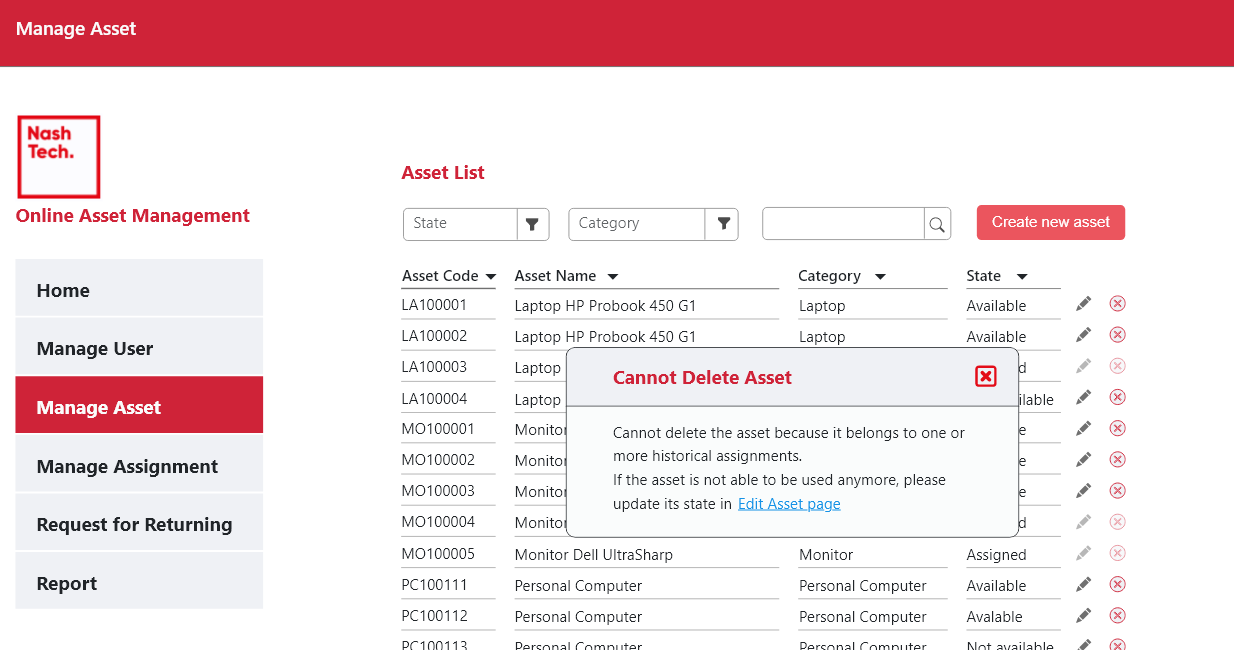 Manage Asset
Nash
Tech.
Online Asset Management
Home
Manage User
Manage Asset
Manage Assignment
Request for Returning
Report
Asset List
State
Category
Create new asset
Asset Code Asset Name Category State
LA100001 Laptop HP Probook 450 G1 Laptop Available
LA100002 Laptop HP Probook 450 G1 Laptop Available
LA100003 Laptop d
LA100004 Laptop ilable
MO100001 Monitor e
MO100002 Monitor e
MO100003 Monitor e
MO100004 Monitor d
MO100005 Monitor Dell UltraSharp Monitor Assigned
PC100111 Personal Computer Personal Computer Available
PC100112 Personal Computer Personal Computer Avalable
PC100113 Personal Computer Personal Computer Not available
Cannot Delete Asset
Cannot delete the asset because it belongs to one or
more historical assignments.
If the asset is not able to be used anymore, please
update its state in Edit Asset page